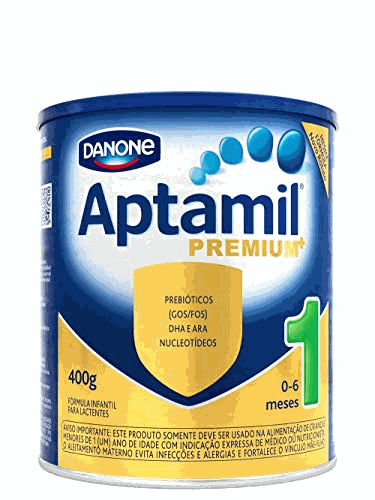 DANONE
Aptamil®
PREMIUM+
PREBIÓTICOS
(GOS/FOS)
DHA E ARA
NUCLEOTÍDEOS
1
400g
0-6
meses
FÓRMULA INFANTIL
PARA LACTENTES
AVISO IMPORTANTE: ESTE PRODUTO SOMENTE DEVE SER USADO NA ALIMENTAÇÃO DE CRIANÇAS
MENORES DE 1 (UM) ANO DE IDADE COM INDICAÇÃO EXPRESSA DE MÉDICO OU NUTRICIONISTA.
O ALEITAMENTO MATERNO EVITA INFECÇÕES E ALERGIAS E FORTALECE O VÍNCULO MÃE-FILHO